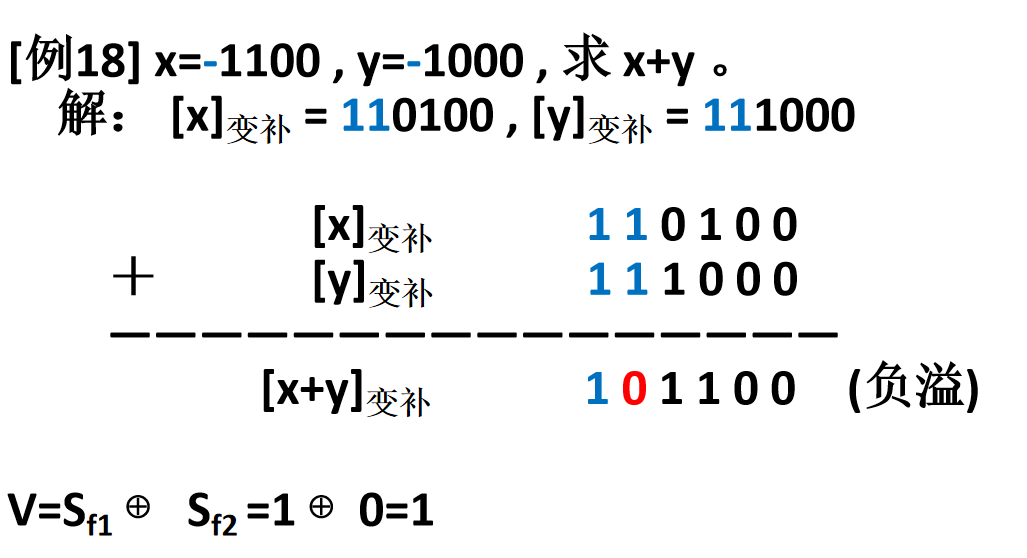 [例18] x=-1100 , y=-1000 , 求 x+y 。
解： [x]变补 = 110100 , [y]变补 = 111000
[x]变补 1 1 0 1 0 0
＋ [y]变补 1 1 1 0 0 0
[x+y]变补 1 0 1 1 0 0 (负溢)
V=Sf1 ⊕ Sf2 =1 ⊕ 0=1